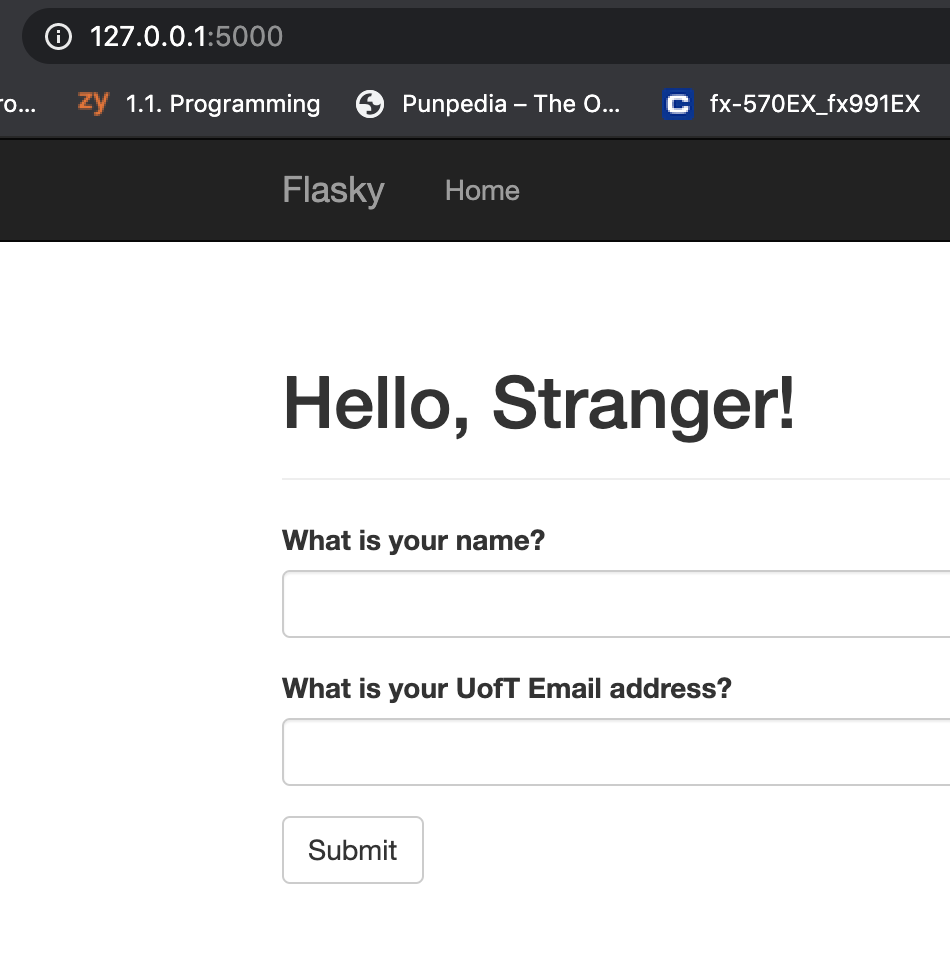 127.0.0.1:5000
ro... zy 1.1. Programming Punpedia – The O... C fx-570EX_fx991EX
Flasky Home
Hello, Stranger!
What is your name?
What is your UofT Email address?
Submit